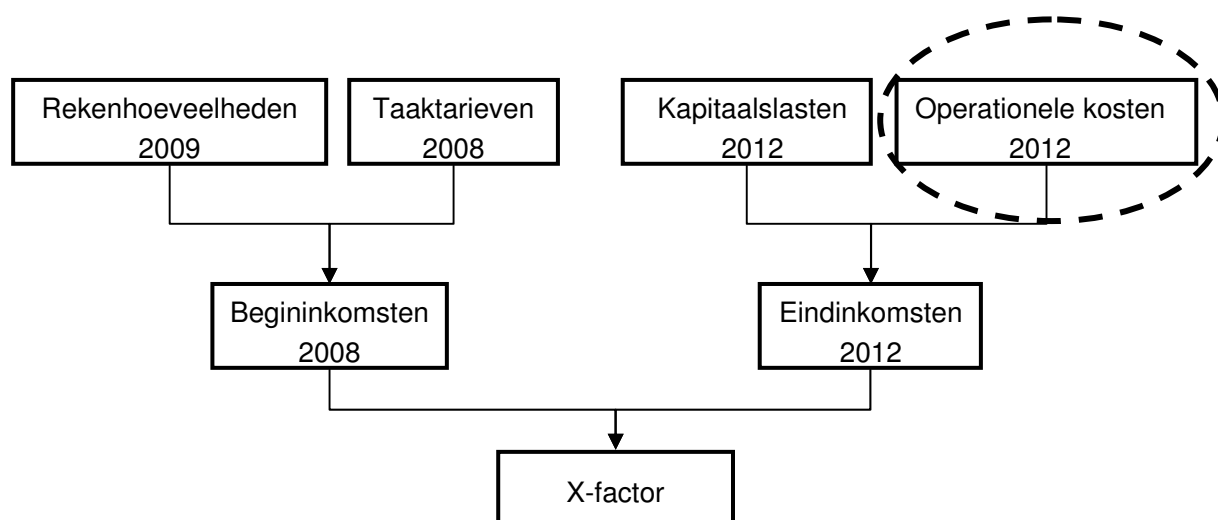 Rekenhoeveelheden
2009
Taaktarieven
2008
Kapitaalslasten
2012
Operationele kosten
2012
Begininkomsten
2008
Eindinkomsten
2012
X-factor